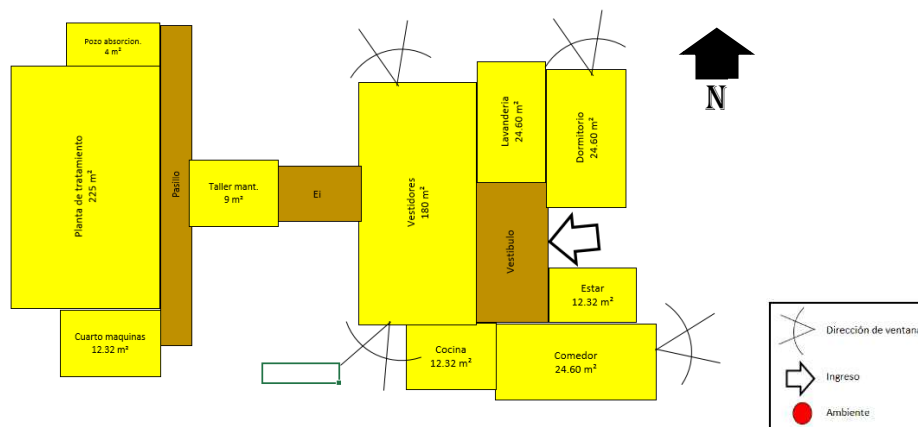 Pozo absorcion.
4 m²
Planta de tratamiento
225 m²
Cuarto maquinas
12.32 m²
Pasillo
Taller mant.
9 m²
Ei
Vestidores
180 m²
Lavanderia
24.60 m²
Dormitorio
24.60 m²
Vestibulo
Estar
12.32 m²
Cocina
12.32 m²
Comedor
24.60 m²
N
Dirección de ventana
Ingreso
Ambiente